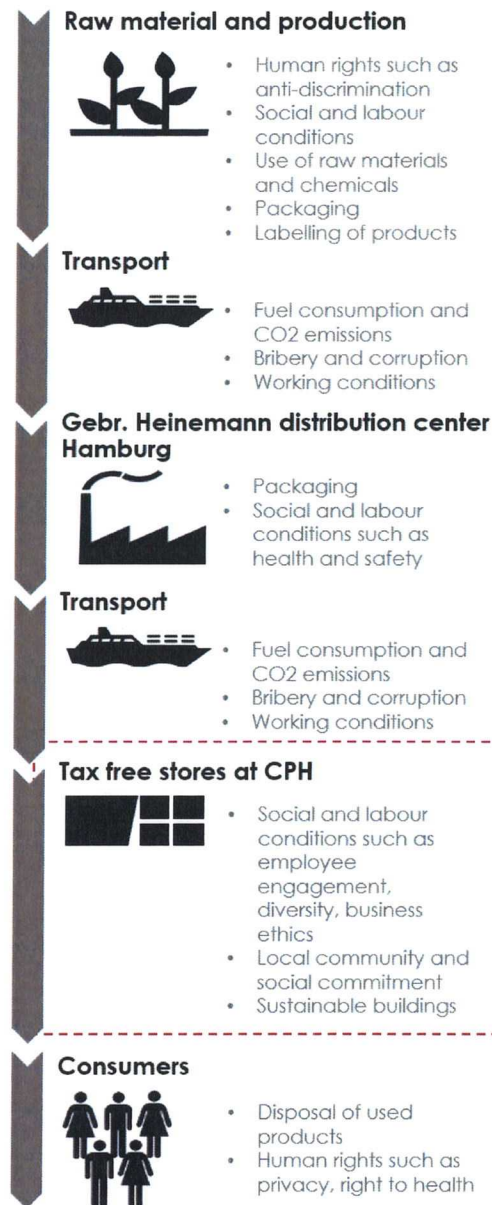 Raw material and production
• Human rights such as
anti-discrimination
• Social and labour
conditions
• Use of raw materials
and chemicals
• Packaging
• Labelling of products
Transport
• Fuel consumption and
CO2 emissions
• Bribery and corruption
• Working conditions
Gebr. Heinemann distribution center
Hamburg
• Packaging
• Social and labour
conditions such as
health and safety
Transport
• Fuel consumption and
CO2 emissions
• Bribery and corruption
• Working conditions
Tax free stores at CPH
• Social and labour
conditions such as
employee
engagement,
diversity, business
ethics
• Local community and
social commitment
• Sustainable buildings
Consumers
• Disposal of used
products
• Human rights such as
privacy, right to health